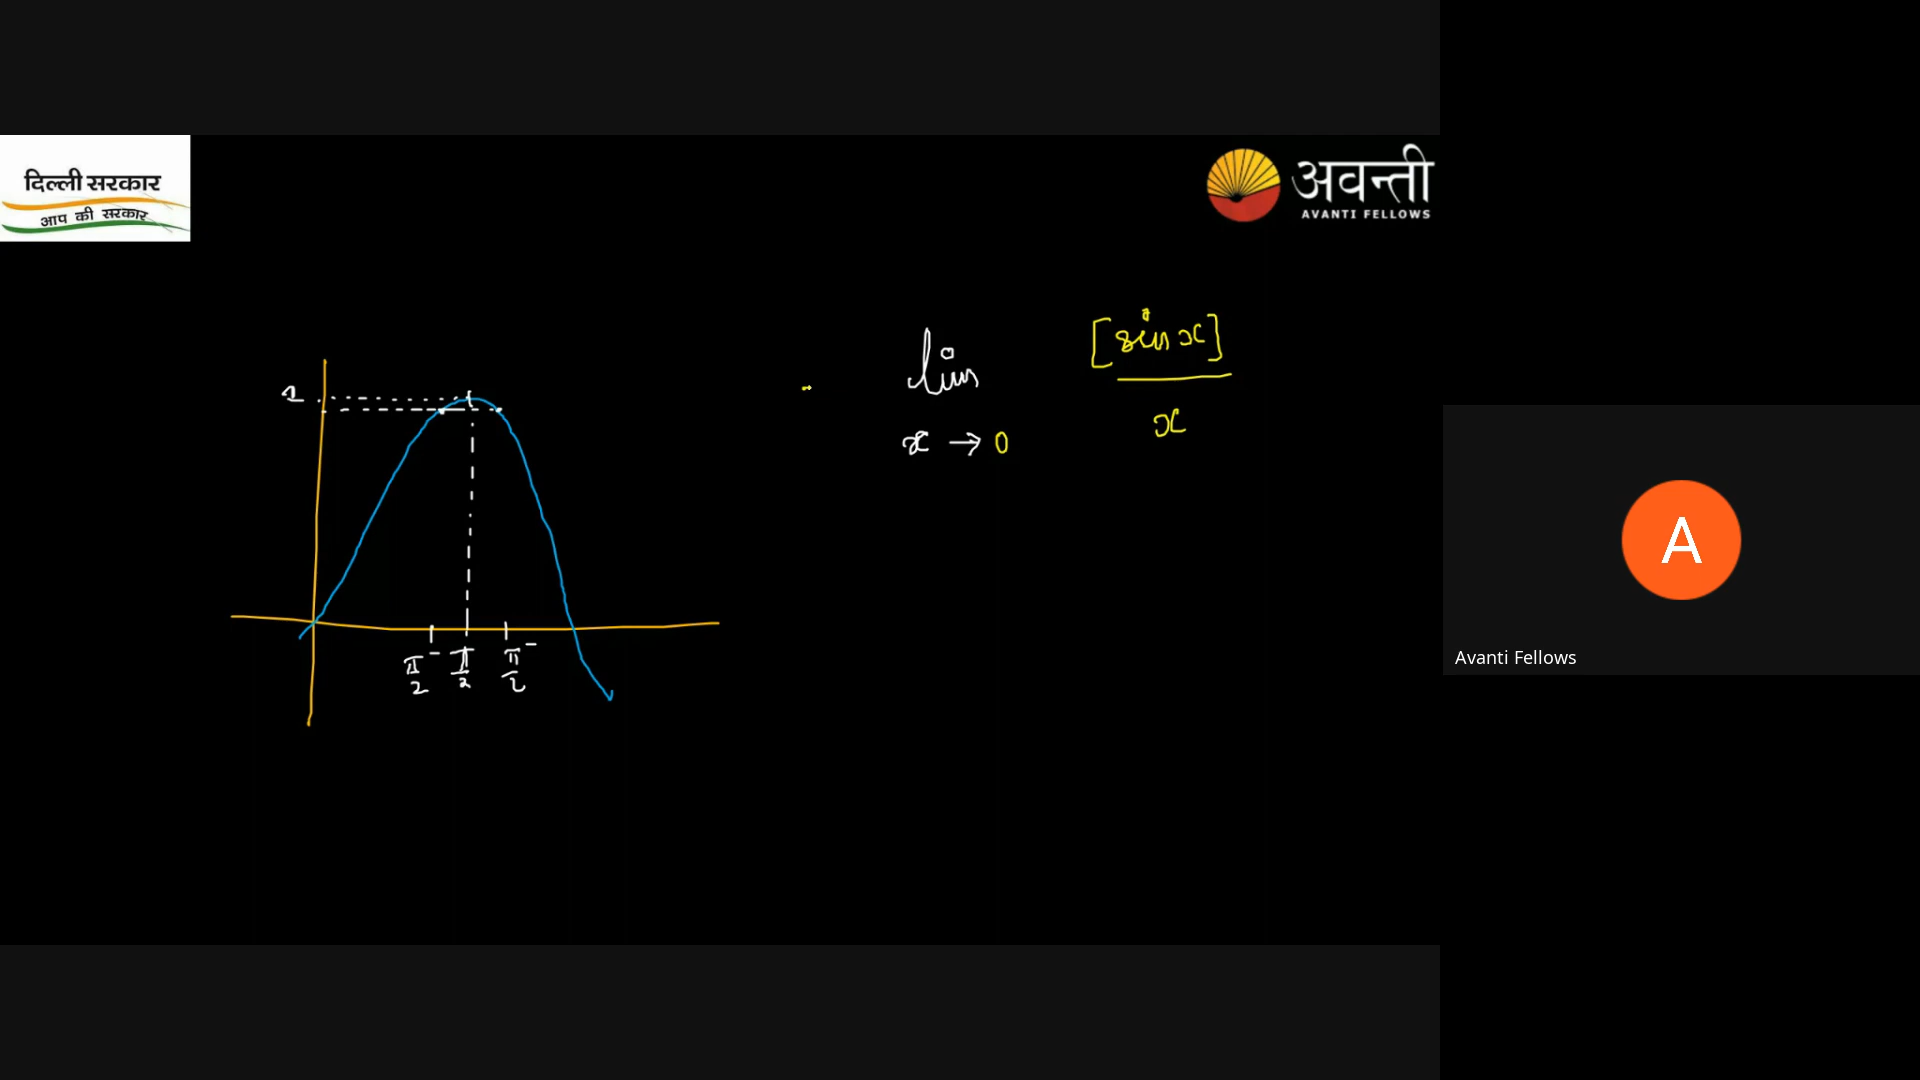 दिल्ली सरकार
आप की सरकार
अवन्ती
AVANTI FELLOWS
lim [sin x]
x → 0 x
1
π/2⁻ π/2 π/2⁻
A
Avanti Fellows